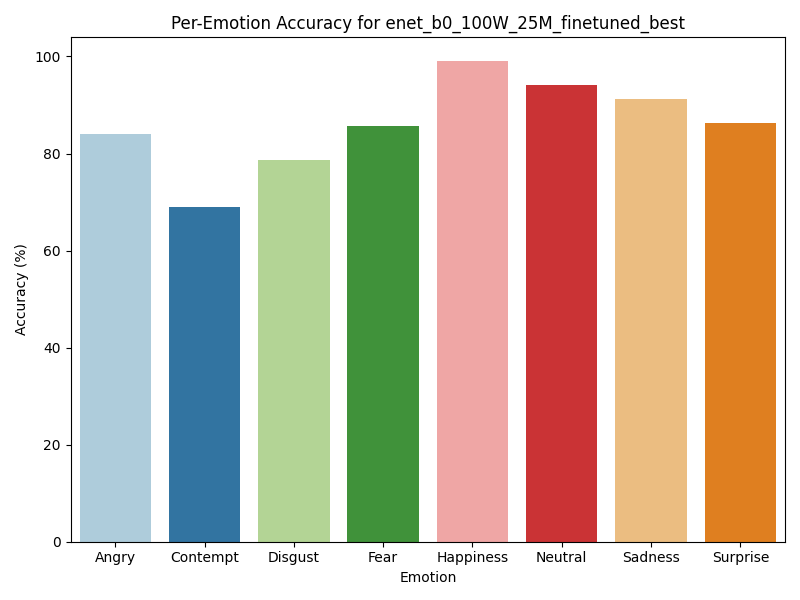 Per-Emotion Accuracy for enet_b0_100W_25M_finetuned_best
Accuracy (%)
100
80
60
40
20
0
Angry Contempt Disgust Fear Happiness Neutral Sadness Surprise
Emotion